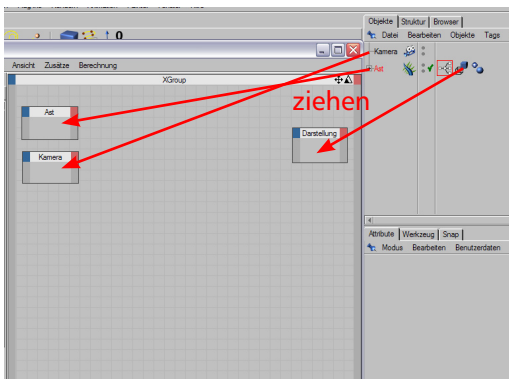 Objekte Struktur Browser
Datei Bearbeiten Objekte Tags
0
Kamera
Ast
Ansicht Zusätze Berechnung
XGroup
ziehen
Ast
Darstellung
Kamera
Attribute Werkzeug Snap
Modus Bearbeiten Benutzerdaten